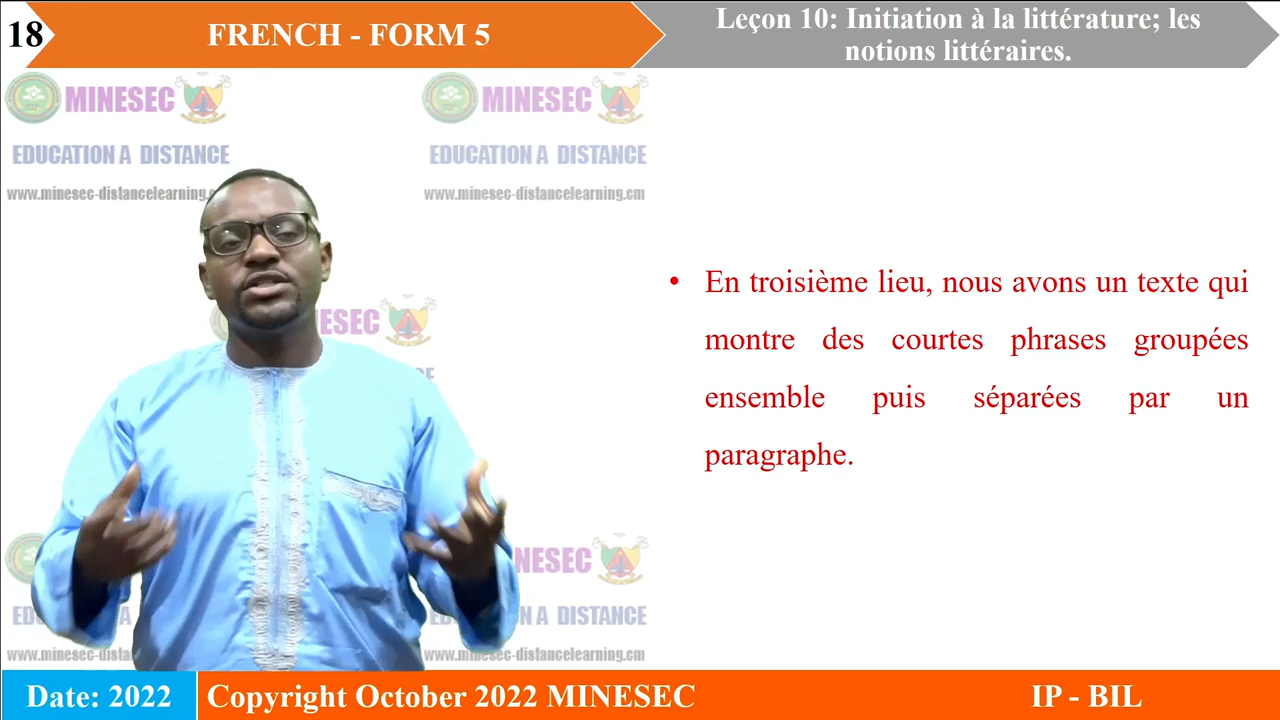 18
FRENCH - FORM 5
Leçon 10: Initiation à la littérature; les
notions littéraires.
MINESEC
EDUCATION A DISTANCE
www.minesec-distancelearning.
MINESEC
EDUCATION A DISTANCE
www.minesec-distancelearning.cm
En troisième lieu, nous avons un texte qui
montre des courtes phrases groupées
ensemble puis séparées par un
paragraphe.
Date: 2022
Copyright October 2022 MINESEC
IP - BIL